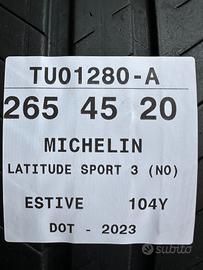 TU01280-A
265 45 20
MICHELIN
LATITUDE SPORT 3 (NO)
ESTIVE 104Y
DOT - 2023
subito